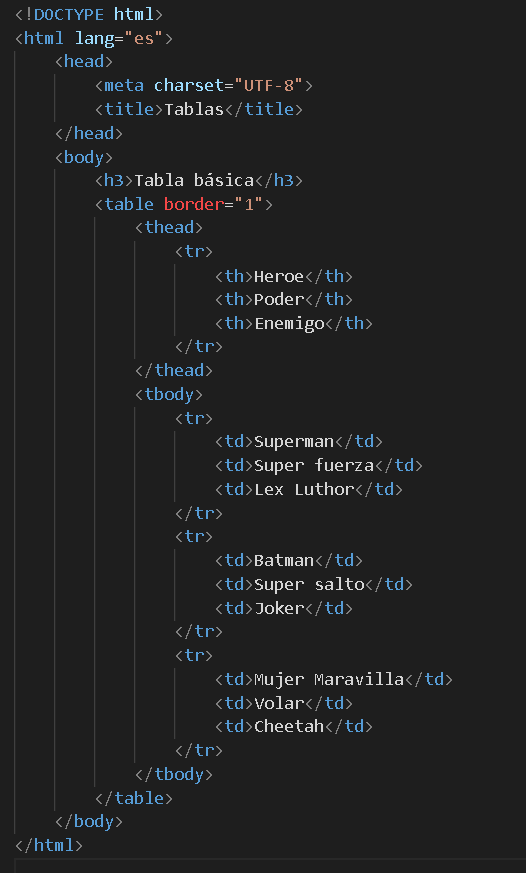 <!DOCTYPE html>
<html lang="es">
    <head>
        <meta charset="UTF-8">
        <title>Tablas</title>
    </head>
    <body>
        <h3>Tabla básica</h3>
        <table border="1">
            <thead>
                <tr>
                    <th>Heroe</th>
                    <th>Poder</th>
                    <th>Enemigo</th>
                </tr>
            </thead>
            <tbody>
                <tr>
                    <td>Superman</td>
                    <td>Super fuerza</td>
                    <td>Lex Luthor</td>
                </tr>
                <tr>
                    <td>Batman</td>
                    <td>Super salto</td>
                    <td>Joker</td>
                </tr>
                <tr>
                    <td>Mujer Maravilla</td>
                    <td>Volar</td>
                    <td>Cheetah</td>
                </tr>
            </tbody>
        </table>
    </body>
</html>